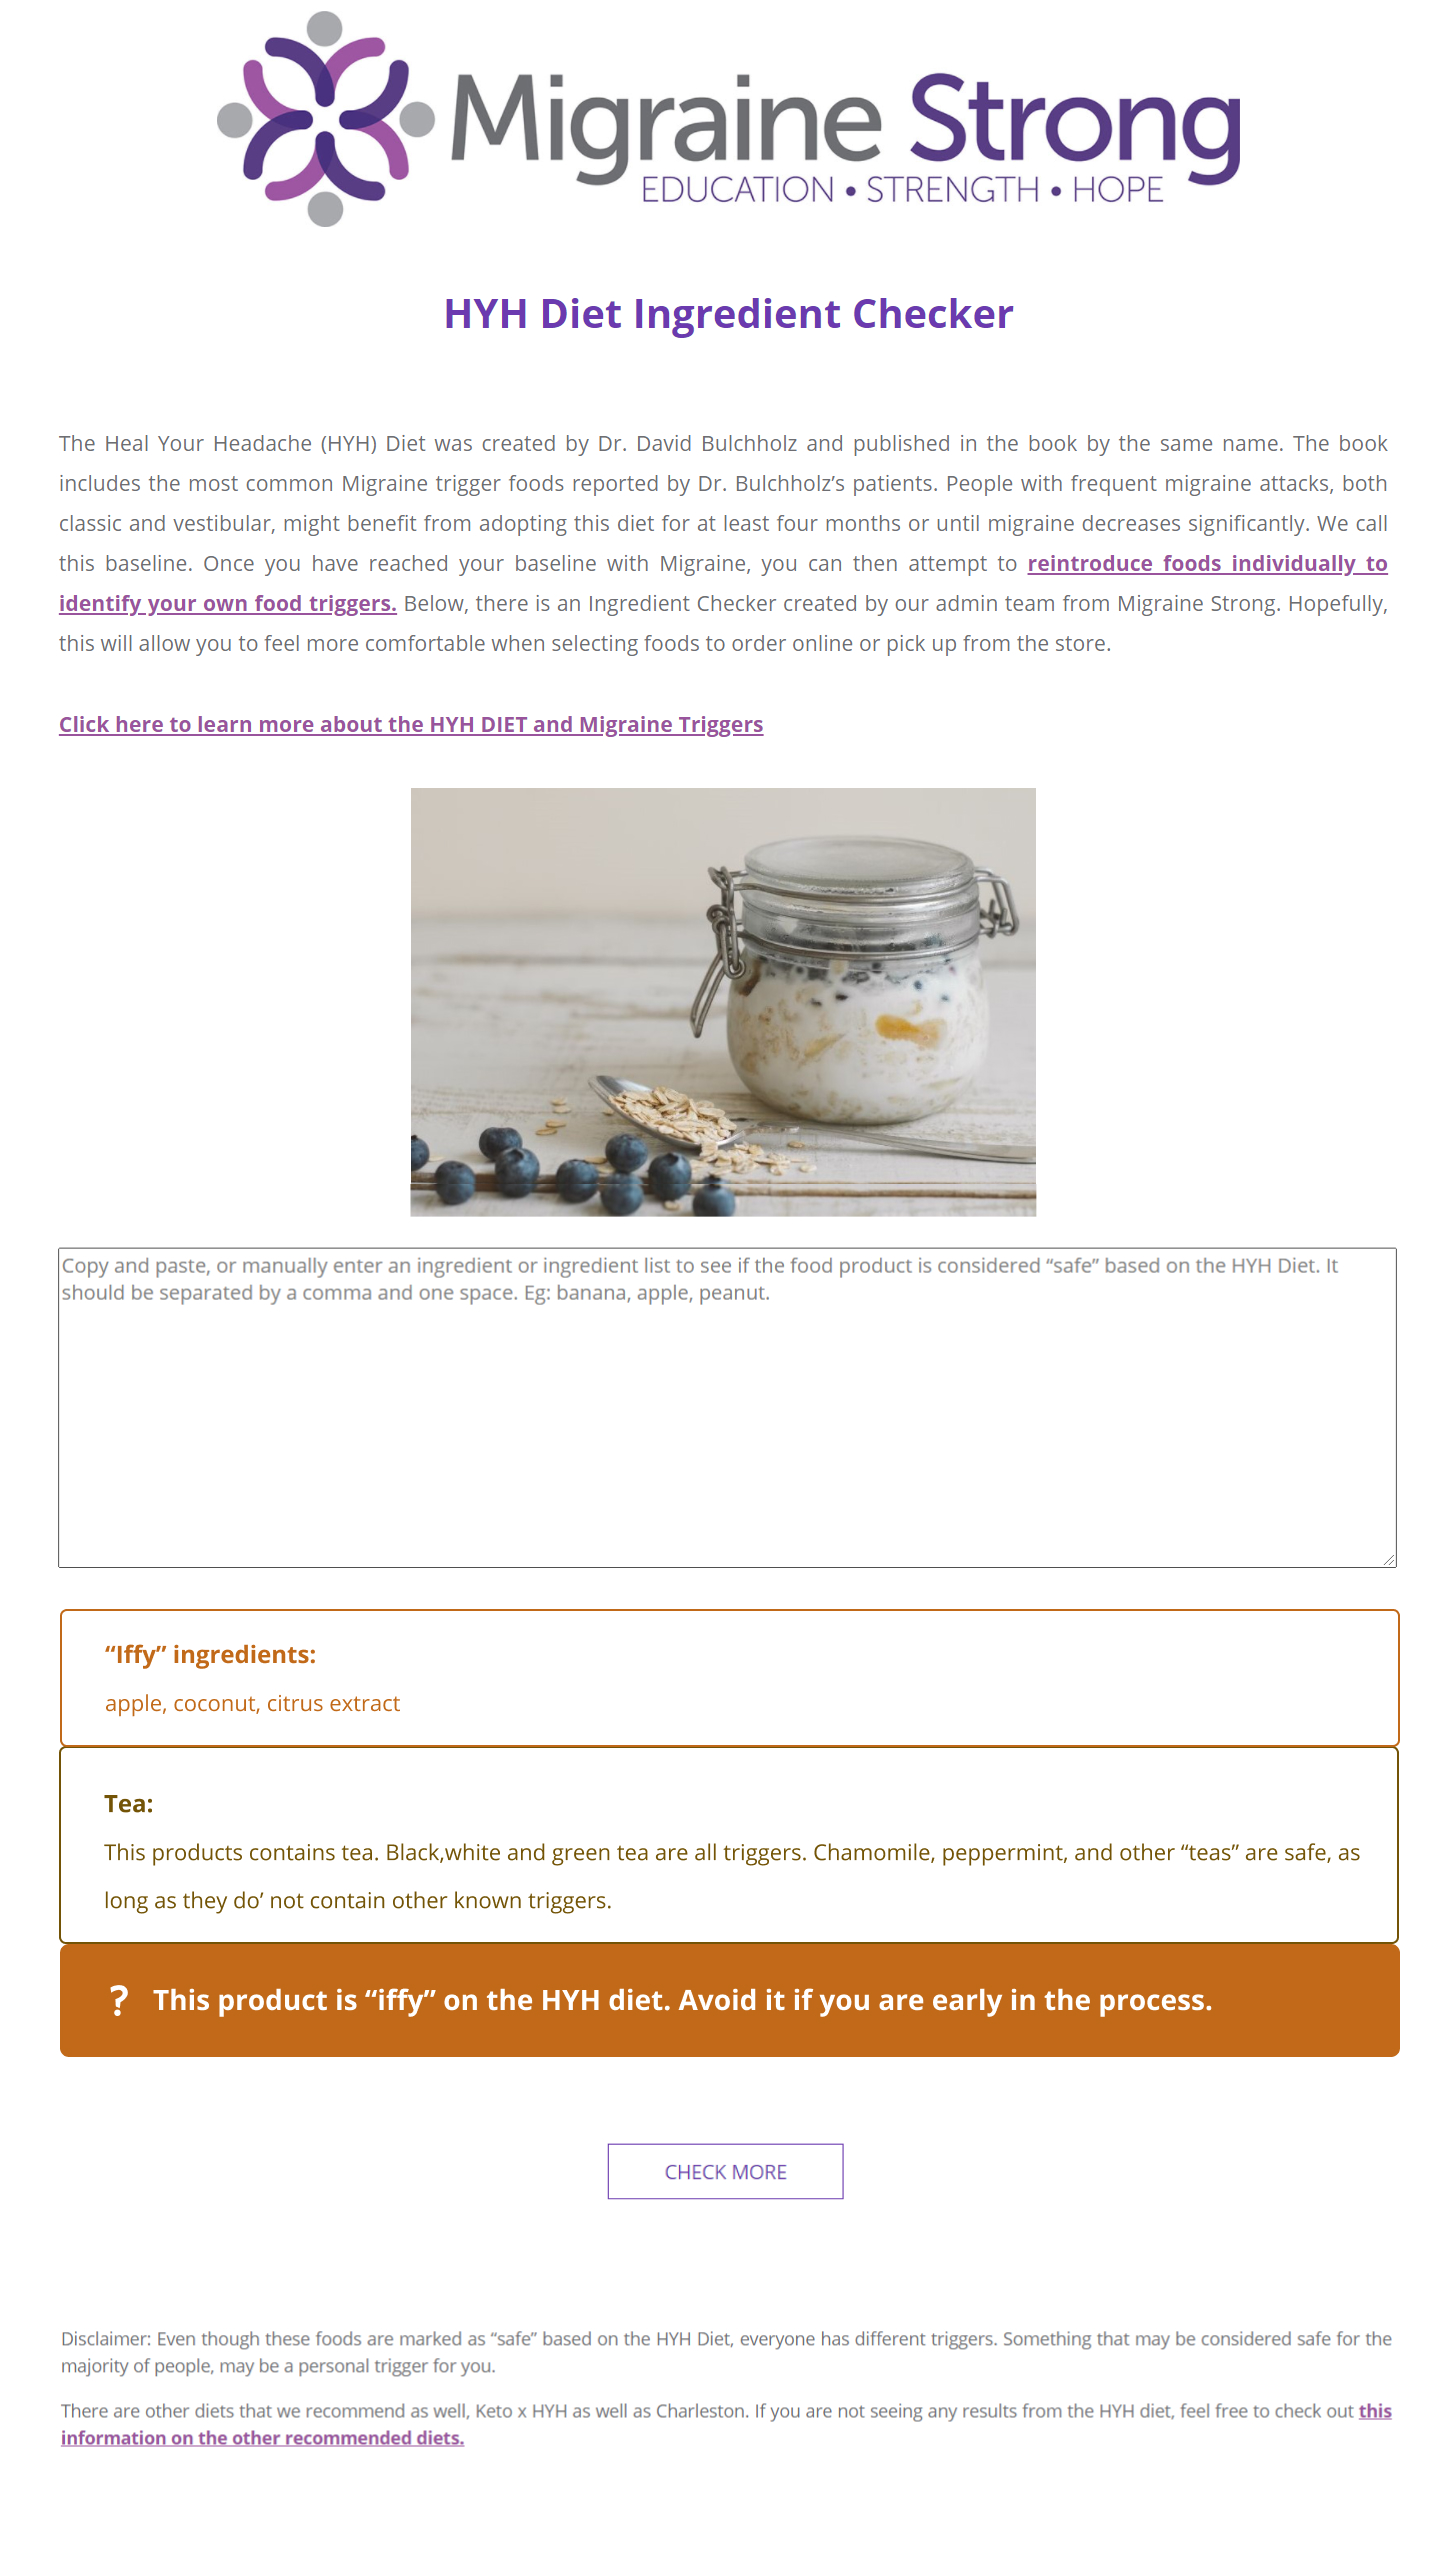 Migraine Strong
EDUCATION • STRENGTH • HOPE
HYH Diet Ingredient Checker
The Heal Your Headache (HYH) Diet was created by Dr. David Bulchholz and published in the book by the same name. The book
includes the most common Migraine trigger foods reported by Dr. Bulchholz’s patients. People with frequent migraine attacks, both
classic and vestibular, might benefit from adopting this diet for at least four months or until migraine decreases significantly. We call
this baseline. Once you have reached your baseline with Migraine, you can then attempt to reintroduce foods individually to
identify your own food triggers. Below, there is an Ingredient Checker created by our admin team from Migraine Strong. Hopefully,
this will allow you to feel more comfortable when selecting foods to order online or pick up from the store.
Click here to learn more about the HYH DIET and Migraine Triggers
Copy and paste, or manually enter an ingredient or ingredient list to see if the food product is considered “safe” based on the HYH Diet. It
should be separated by a comma and one space. Eg: banana, apple, peanut.
“Iffy” ingredients:
apple, coconut, citrus extract
Tea:
This products contains tea. Black,white and green tea are all triggers. Chamomile, peppermint, and other “teas” are safe, as
long as they do’ not contain other known triggers.
? This product is “iffy” on the HYH diet. Avoid it if you are early in the process.
CHECK MORE
Disclaimer: Even though these foods are marked as “safe” based on the HYH Diet, everyone has different triggers. Something that may be considered safe for the
majority of people, may be a personal trigger for you.
There are other diets that we recommend as well, Keto x HYH as well as Charleston. If you are not seeing any results from the HYH diet, feel free to check out this
information on the other recommended diets.